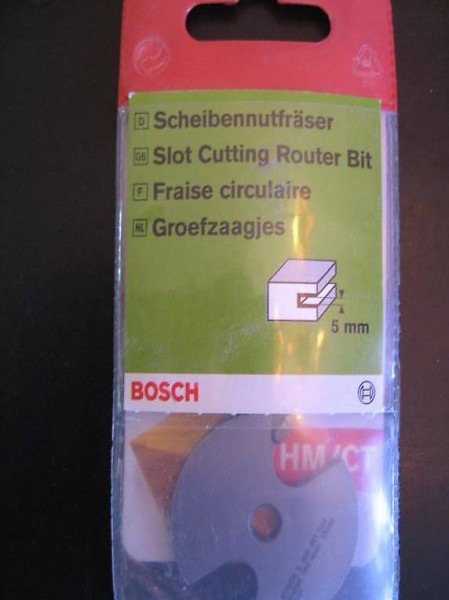 D Scheibennutfräser
GB Slot Cutting Router Bit
F Fraise circulaire
NL Groefzaagjes
5 mm
BOSCH
HM/CT